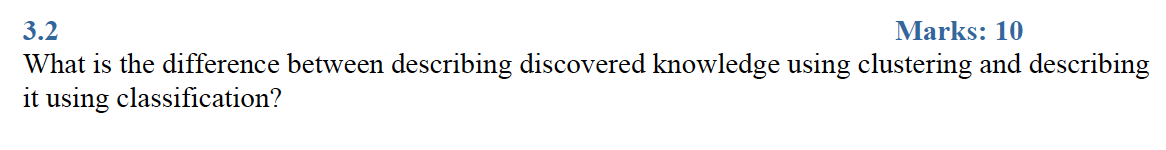 3.2 Marks: 10
What is the difference between describing discovered knowledge using clustering and describing
it using classification?